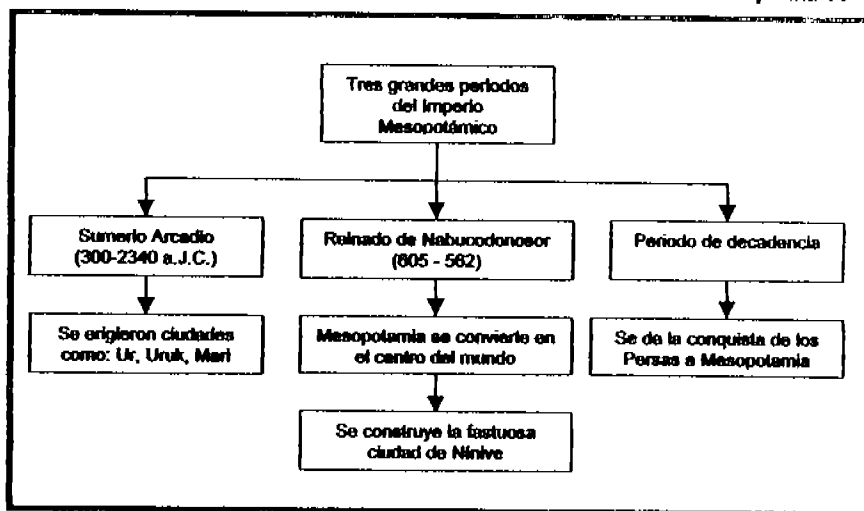 Tres grandes periodos
del Imperio
Mesopotámico
Sumerio Arcadio
(300-2340 a.J.C.)
Reinado de Nabucodonosor
(605 - 562)
Periodo de decadencia
Se erigieron ciudades
como: Ur, Uruk, Mari
Mesopotamia se convierte en
el centro del mundo
Se da la conquista de los
Persas a Mesopotamia
Se construye la fastuosa
ciudad de Nínive